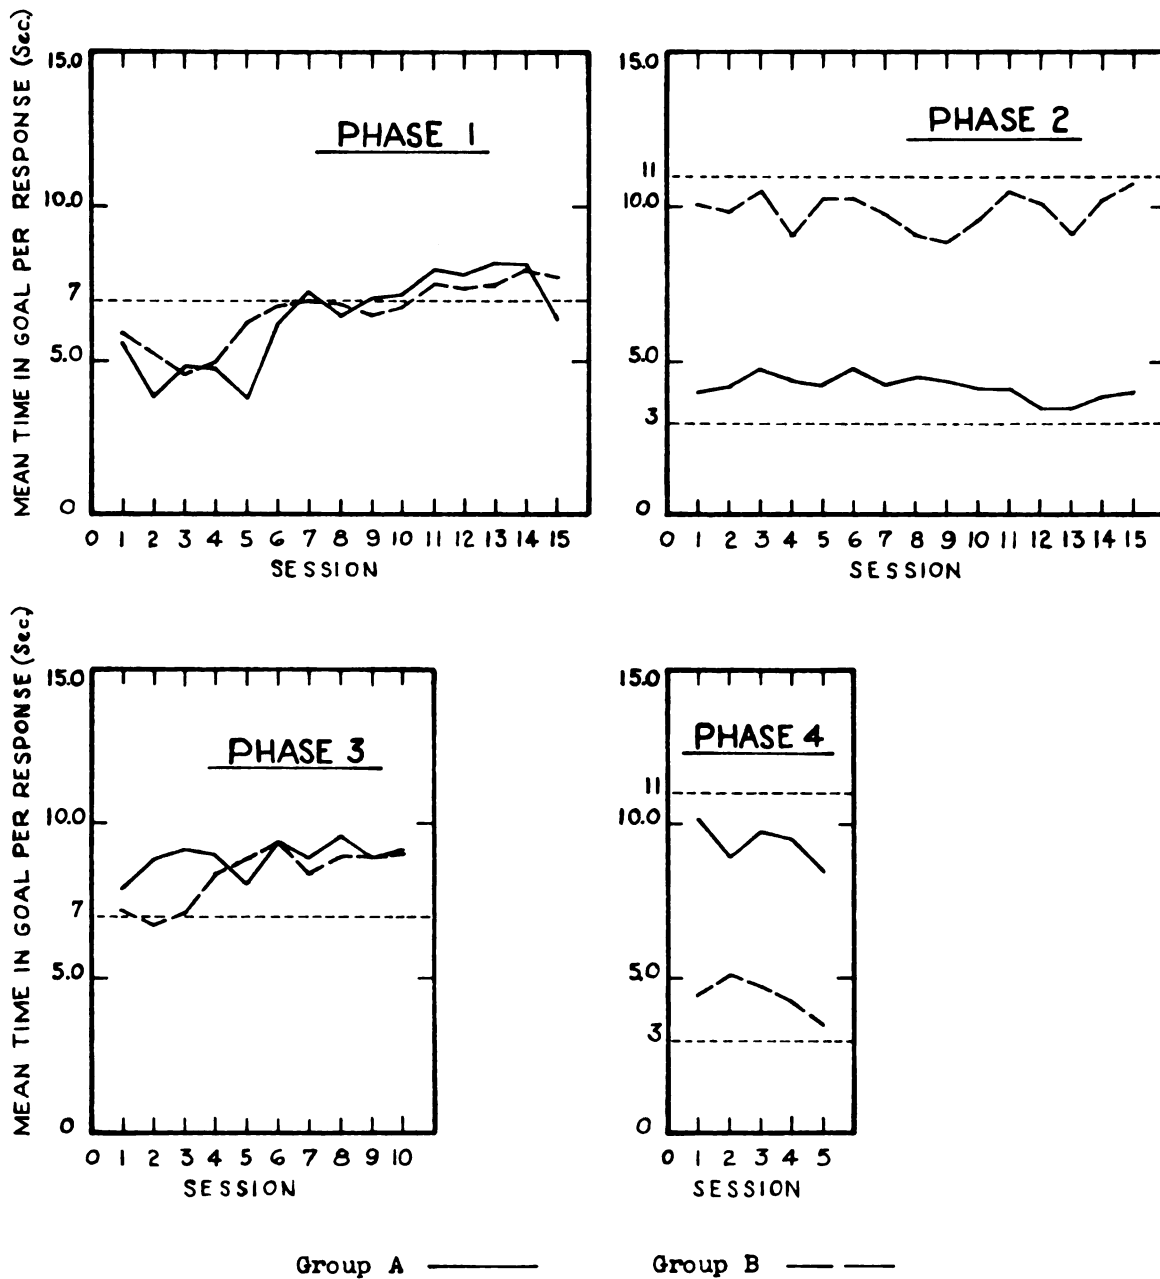 MEAN TIME IN GOAL PER RESPONSE (Sec.)
PHASE 1
15.0
10.0
7
5.0
0
0 1 2 3 4 5 6 7 8 9 10 11 12 13 14 15
SESSION
PHASE 2
15.0
11
10.0
5.0
3
0
0 1 2 3 4 5 6 7 8 9 10 11 12 13 14 15
SESSION
MEAN TIME IN GOAL PER RESPONSE (Sec.)
PHASE 3
15.0
10.0
7
5.0
0
0 1 2 3 4 5 6 7 8 9 10
SESSION
PHASE 4
15.0
11
10.0
5.0
3
0
0 1 2 3 4 5
SESSION
Group A
Group B